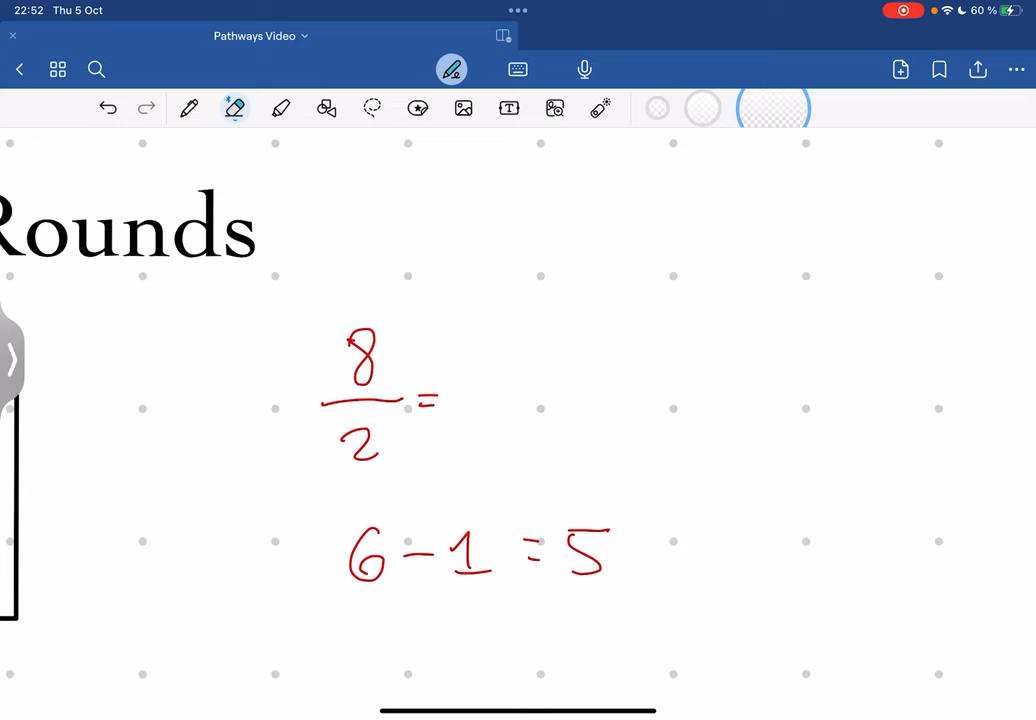 22:52 Thu 5 Oct
60 %
Pathways Video
Rounds
8
2
=
6 - 1 = 5